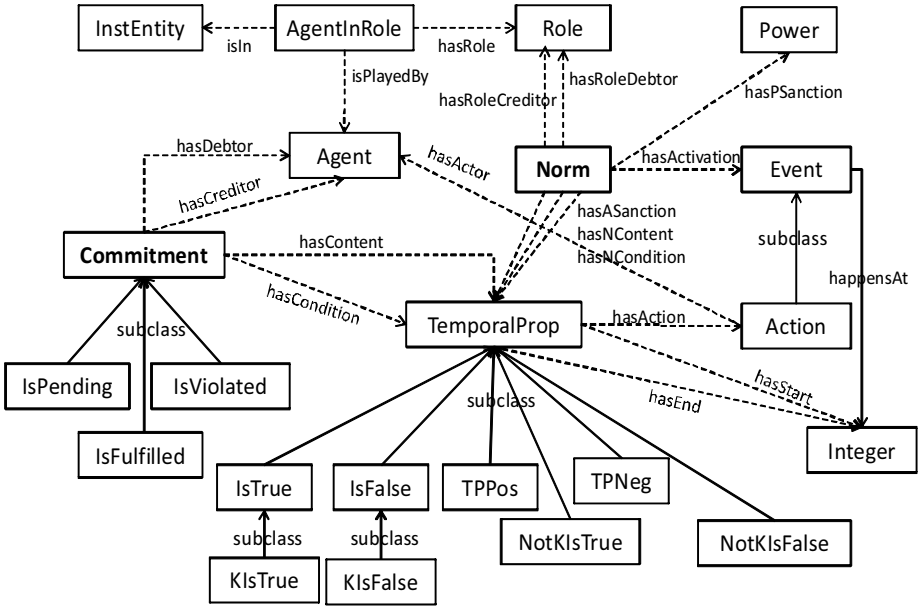 InstEntity
AgentInRole
Role
Power
isIn
hasRole
isPlayedBy
hasRoleDebtor
hasRoleCreditor
hasPSanction
hasDebtor
Agent
hasActor
Norm
hasActivation
Event
hasCreditor
hasASanction
hasNContent
hasNCondition
subclass
Commitment
hasContent
happensAt
hasCondition
TemporalProp
hasAction
Action
subclass
IsPending
IsViolated
hasStart
hasEnd
subclass
IsFulfilled
Integer
IsTrue
IsFalse
TPPos
TPNeg
subclass
subclass
NotKIsTrue
NotKIsFalse
KIsTrue
KIsFalse